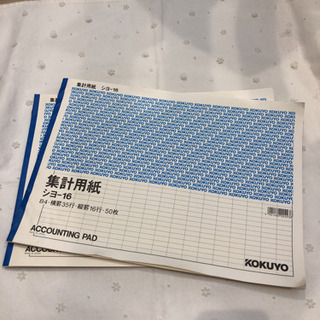 集計用紙 シヨ-16
集計用紙
シヨ-16
B4・横罫35行・縦罫16行・50枚
ACCOUNTING PAD
KOKUYO
ACCOUNTING